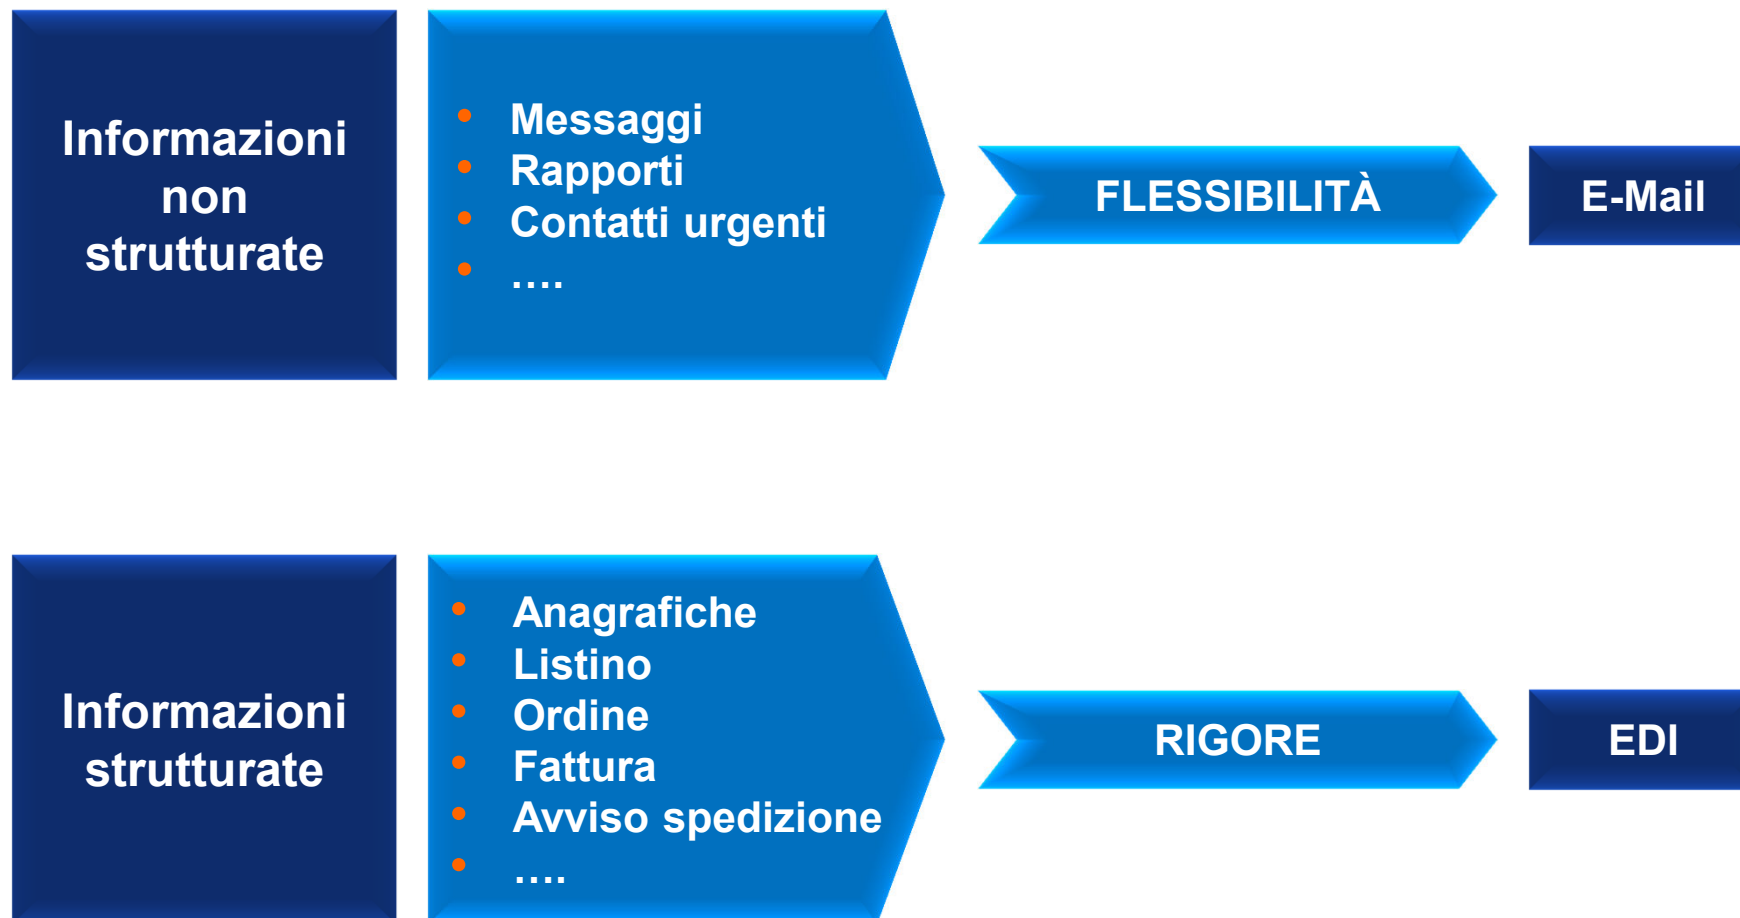 Informazioni
non
strutturate
• Messaggi
• Rapporti
• Contatti urgenti
• ....
FLESSIBILITÀ
E-Mail
Informazioni
strutturate
• Anagrafiche
• Listino
• Ordine
• Fattura
• Avviso spedizione
• ....
RIGORE
EDI